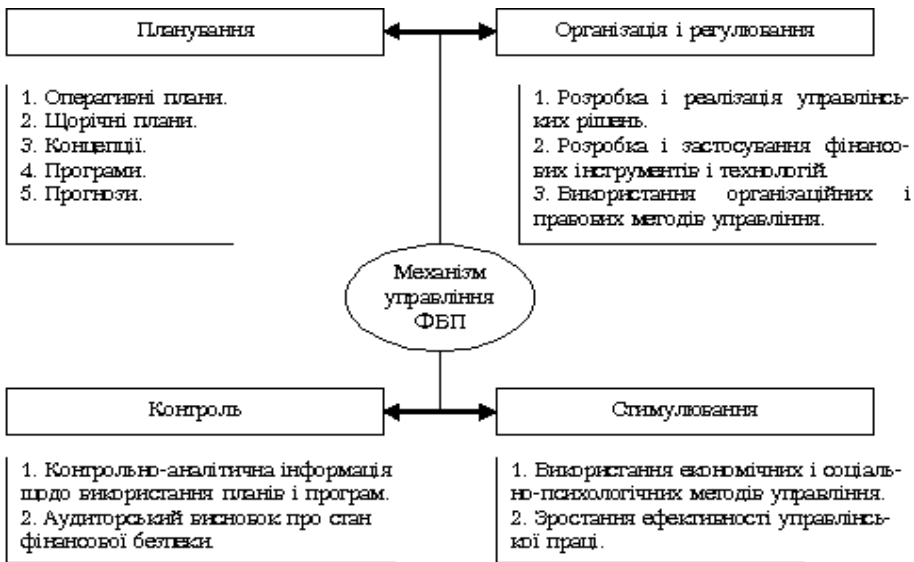 Планування
Організація і регулювання
1. Оперативні плани.
2. Щорічні плани.
3. Концепції.
4. Програми.
5. Прогнози.
1. Розробка і реалізація управлінсь-
ких рішень.
2. Розробка і застосування фінансо-
вих інструментів і технологій.
3. Використання організаційних і
правових методів управління.
Механізм
управління
ФБП
Контроль
Стимулювання
1. Контрольно-аналітична інформація
щодо використання планів і програм.
2. Аудиторський висновок про стан
фінансової безпеки.
1. Використання економічних і соціаль-
но-психологічних методів управління.
2. Зростання ефективності управлінсь-
кої праці.